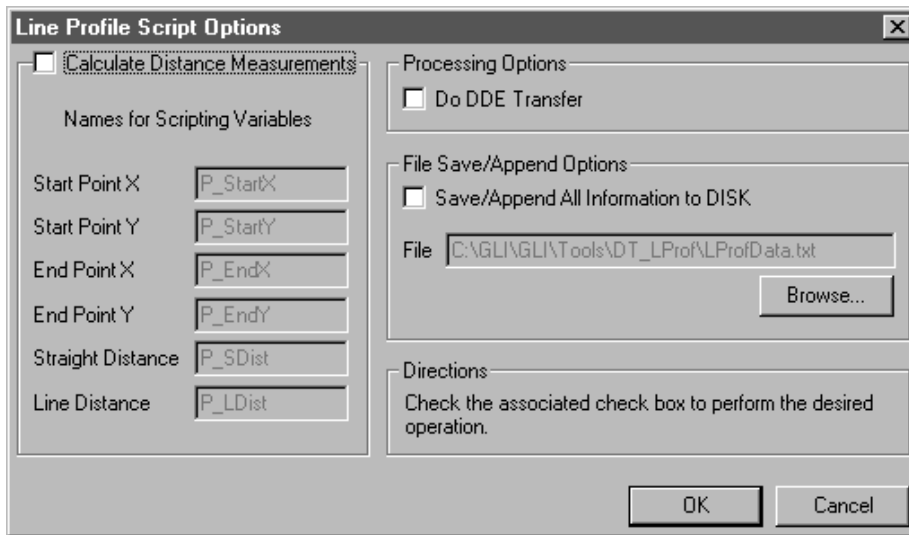 Line Profile Script Options
Calculate Distance Measurements
Names for Scripting Variables
Start Point X P_StartX
Start Point Y P_StartY
End Point X P_EndX
End Point Y P_EndY
Straight Distance P_SDist
Line Distance P_LDist
Processing Options
Do DDE Transfer
File Save/Append Options
Save/Append All Information to DISK
File C:\GLI\GLI\Tools\DT_LProf\LProfData.txt
Browse...
Directions
Check the associated check box to perform the desired
operation.
OK Cancel